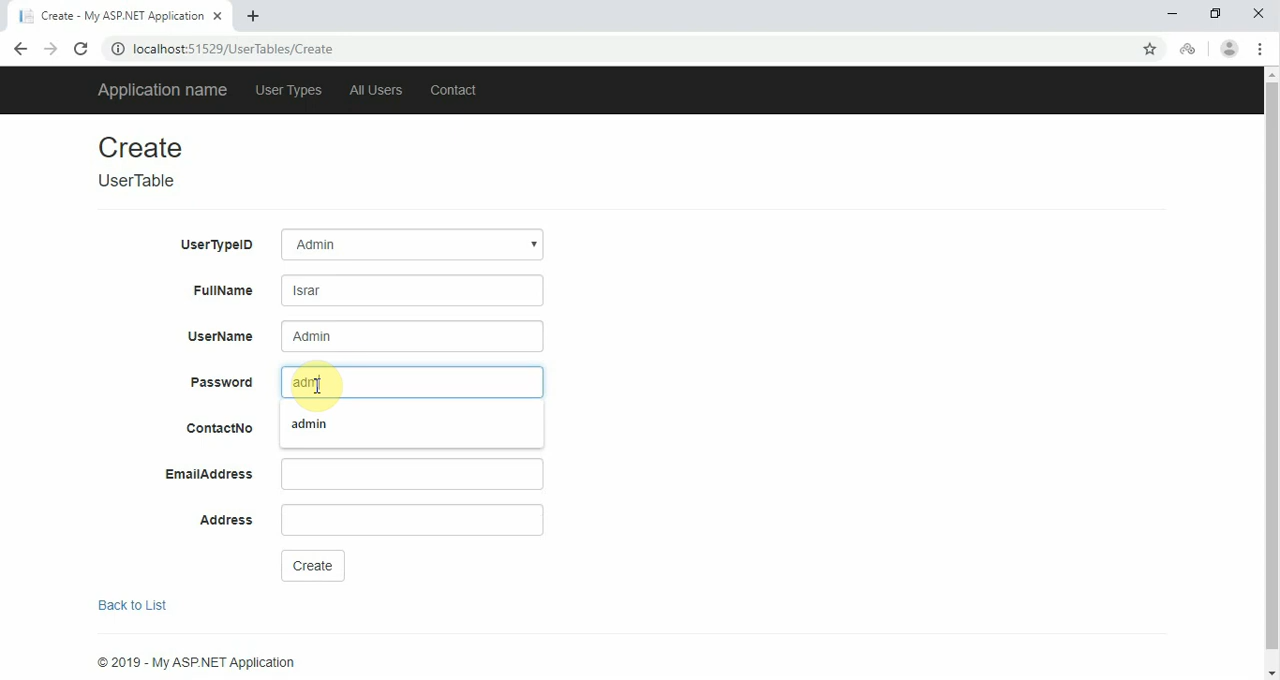 Create - My ASP.NET Application
localhost:51529/UserTables/Create
Application name User Types All Users Contact
Create
UserTable
UserTypeID Admin
FullName Israr
UserName Admin
Password admi
admin
ContactNo
EmailAddress
Address
Create
Back to List
© 2019 - My ASP.NET Application